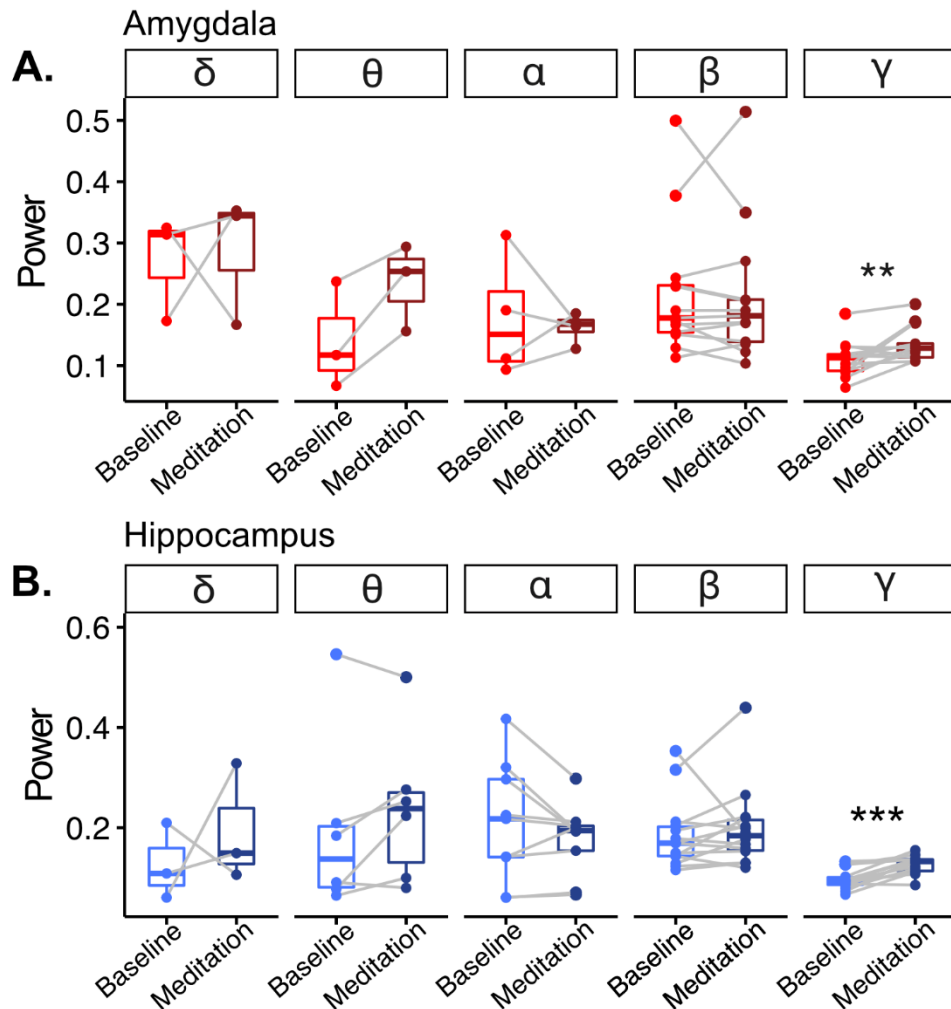 Amygdala
A.
δ θ α β γ
0.5
0.4
0.3
0.2
0.1
Power
**
Baseline Meditation Baseline Meditation Baseline Meditation Baseline Meditation Baseline Meditation
Hippocampus
B.
δ θ α β γ
0.6
0.4
0.2
Power
***
Baseline Meditation Baseline Meditation Baseline Meditation Baseline Meditation Baseline Meditation